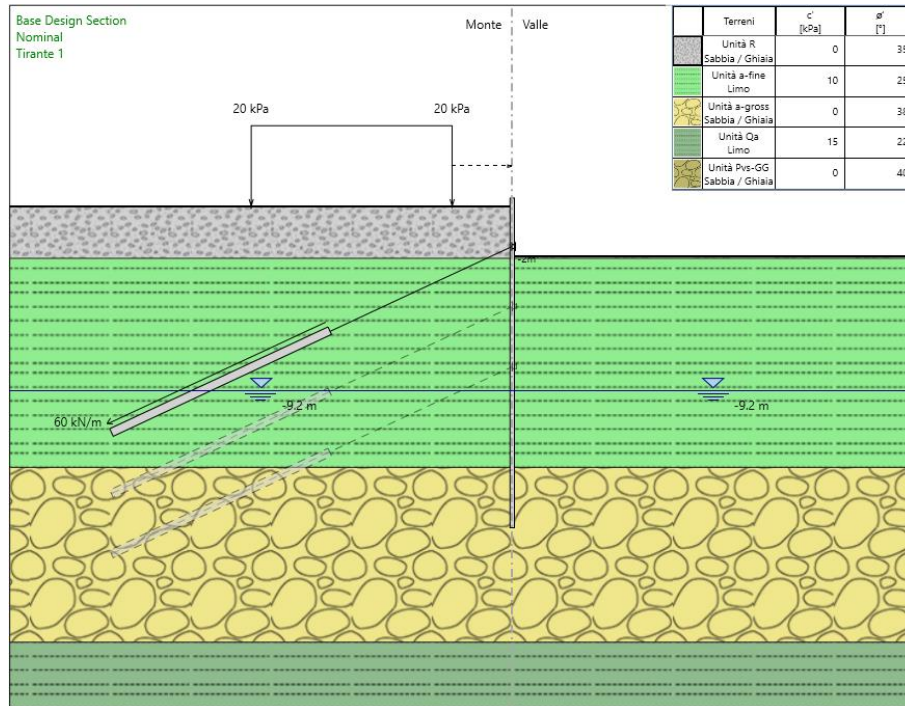 Base Design Section
Nominal
Tirante 1
Monte
Valle
20 kPa
20 kPa
-2m
60 kN/m
-9.2 m
-9.2 m
Terreni c' [kPa] ø' [°]
Unità R
Sabbia / Ghiaia 0 35
Unità a-fine
Limo 10
Unità a-gross
Sabbia / Ghiaia 0 38
Unità Qa
Limo 15 22
Unità Pvs-GG
Sabbia / Ghiaia 0 40